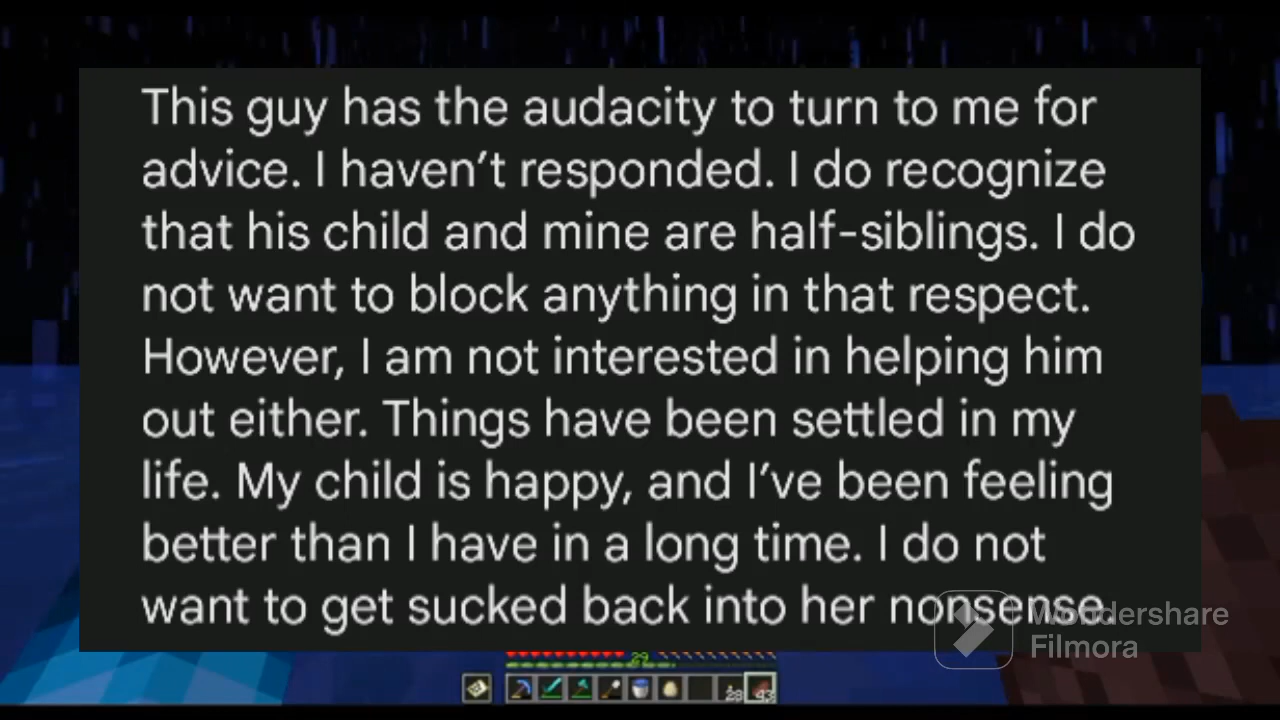 This guy has the audacity to turn to me for
advice. I haven't responded. I do recognize
that his child and mine are half-siblings. I do
not want to block anything in that respect.
However, I am not interested in helping him
out either. Things have been settled in my
life. My child is happy, and I've been feeling
better than I have in a long time. I do not
want to get sucked back into her nonsense.
Wondershare
Filmora
29
28 43